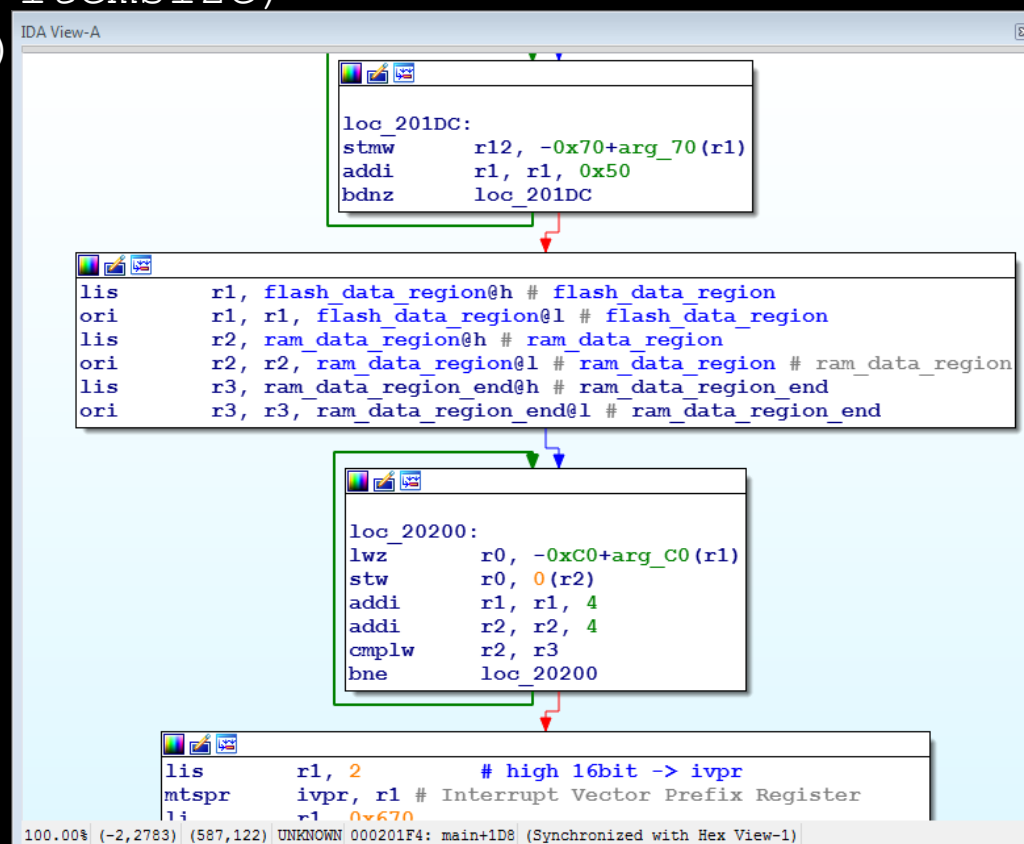 IDA View-A
loc_201DC:
stmw r12, -0x70+arg_70(r1)
addi r1, r1, 0x50
bdnz loc_201DC
lis r1, flash_data_region@h # flash_data_region
ori r1, r1, flash_data_region@l # flash_data_region
lis r2, ram_data_region@h # ram_data_region
ori r2, r2, ram_data_region@l # ram_data_region # ram_data_region
lis r3, ram_data_region_end@h # ram_data_region_end
ori r3, r3, ram_data_region_end@l # ram_data_region_end
loc_20200:
lwz r0, -0xC0+arg_C0(r1)
stw r0, 0(r2)
addi r1, r1, 4
addi r2, r2, 4
cmplw r2, r3
bne loc_20200
lis r1, 2 # high 16bit -> ivpr
mtspr ivpr, r1 # Interrupt Vector Prefix Register
li r1, 0x670
100.00% (-2,2783) (587,122) UNKNOWN 000201F4: main+1D8 (Synchronized with Hex View-1)